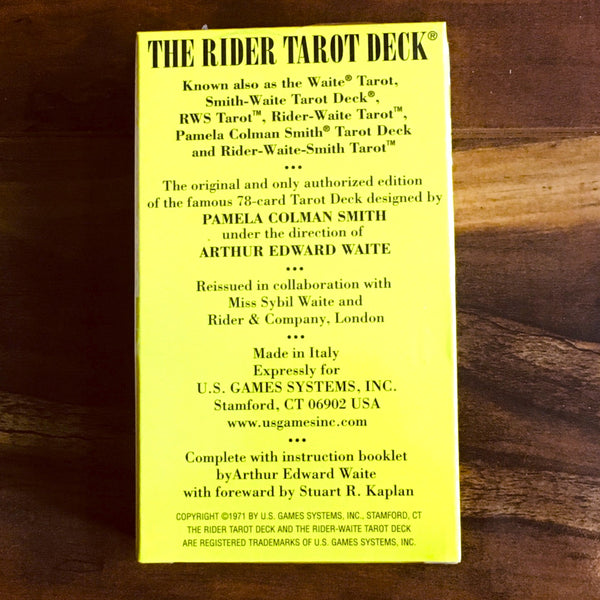 THE RIDER TAROT DECK®
Known also as the Waite® Tarot,
Smith-Waite Tarot Deck®,
RWS Tarot™, Rider-Waite Tarot™,
Pamela Colman Smith® Tarot Deck
and Rider-Waite-Smith Tarot™
•••
The original and only authorized edition
of the famous 78-card Tarot Deck designed by
PAMELA COLMAN SMITH
under the direction of
ARTHUR EDWARD WAITE
•••
Reissued in collaboration with
Miss Sybil Waite and
Rider & Company, London
•••
Made in Italy
Expressly for
U.S. GAMES SYSTEMS, INC.
Stamford, CT 06902 USA
www.usgamesinc.com
•••
Complete with instruction booklet
byArthur Edward Waite
with foreward by Stuart R. Kaplan
COPYRIGHT ©1971 BY U.S. GAMES SYSTEMS, INC., STAMFORD, CT
THE RIDER TAROT DECK AND THE RIDER-WAITE TAROT DECK
ARE REGISTERED TRADEMARKS OF U.S. GAMES SYSTEMS, INC.